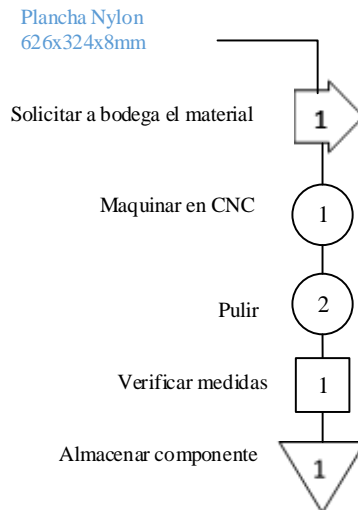 Plancha Nylon
626x324x8mm
Solicitar a bodega el material
1
Maquinar en CNC
1
Pulir
2
Verificar medidas
1
Almacenar componente
1